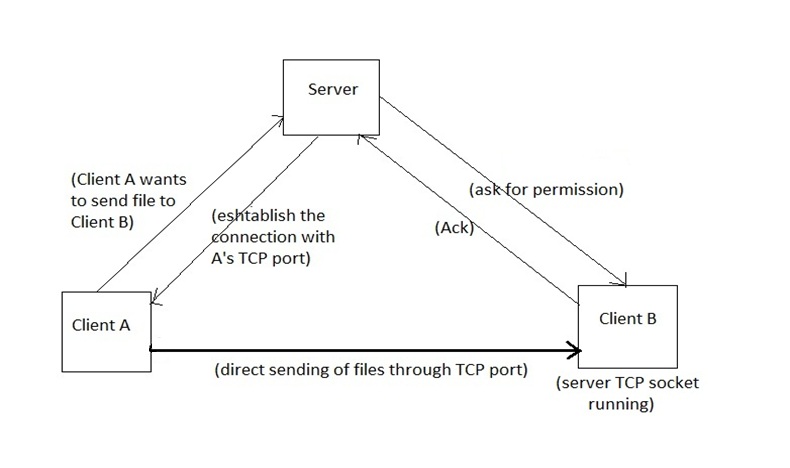 Server
(Client A wants
to send file to
Client B)
(ask for permission)
(eshtablish the
connection with
A's TCP port)
(Ack)
Client A
Client B
(direct sending of files through TCP port)
(server TCP socket
running)